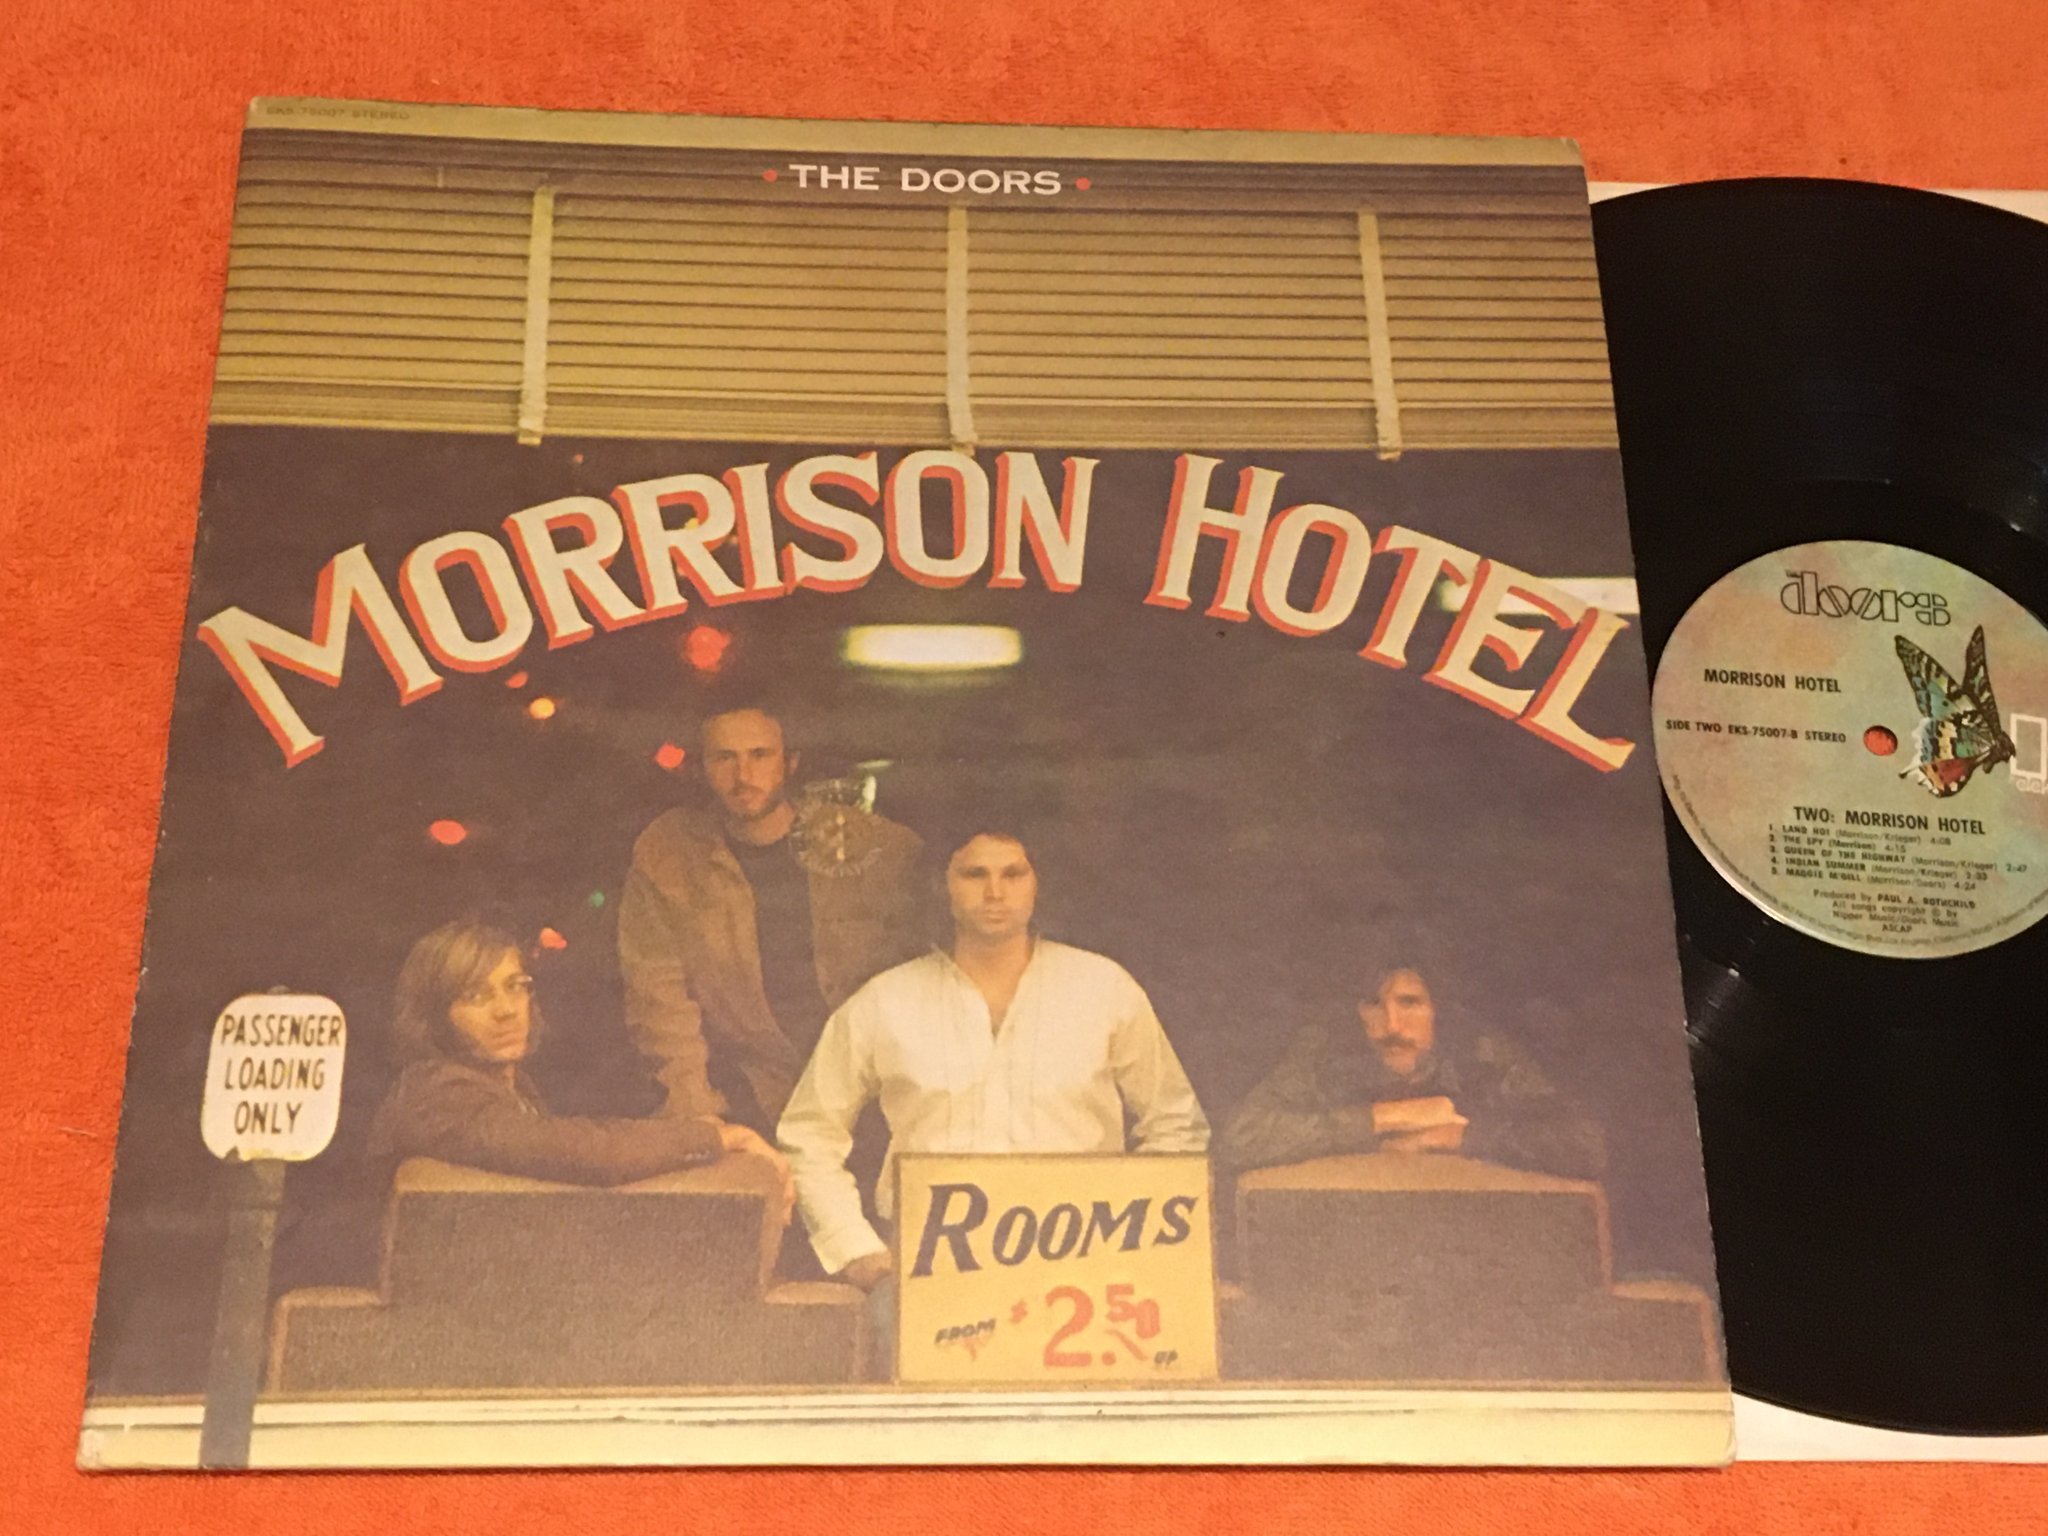 EKS-75007 STEREO
• THE DOORS •
MORRISON HOTEL
PASSENGER
LOADING
ONLY
ROOMS
FROM $2.50 UP
THE doors
MORRISON HOTEL
SIDE TWO EKS-75007-B STEREO
TWO: MORRISON HOTEL
1. LAND HO! (Morrison/Krieger) 4:08
2. THE SPY (Morrison) 4:15
3. QUEEN OF THE HIGHWAY (Morrison/Krieger) 2:47
4. INDIAN SUMMER (Morrison/Krieger) 2:33
5. MAGGIE M'GILL (Morrison/Doors) 4:24
Produced by PAUL A. ROTHCHILD
All songs copyright © by
Nipper Music/Doors Music
ASCAP